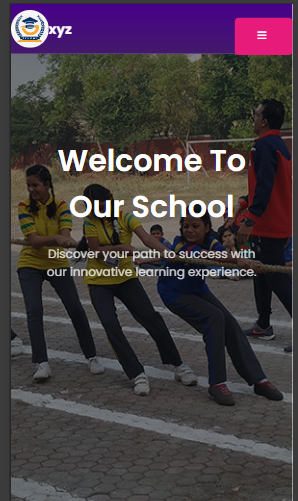 xyz
Welcome To
Our School
Discover your path to success with
our innovative learning experience.